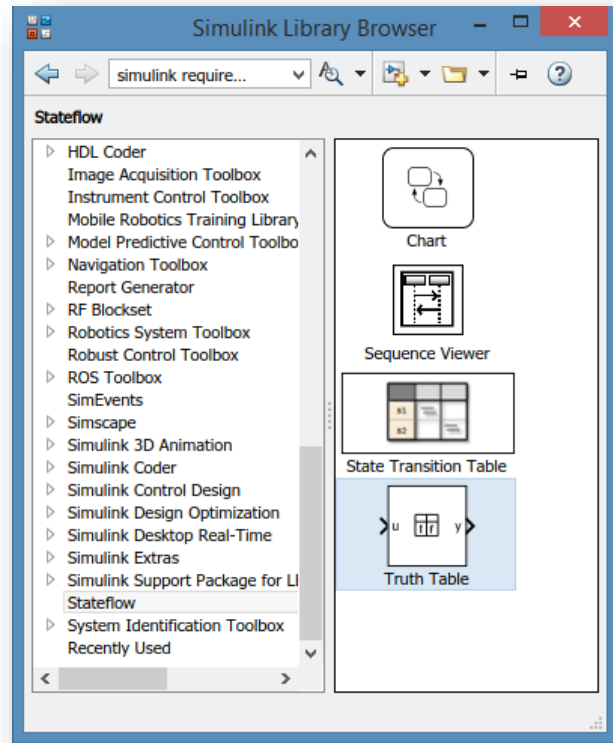 Simulink Library Browser
simulink require...
Stateflow
HDL Coder
Image Acquisition Toolbox
Instrument Control Toolbox
Mobile Robotics Training Library
Model Predictive Control Toolbo
Navigation Toolbox
Report Generator
RF Blockset
Robotics System Toolbox
Robust Control Toolbox
ROS Toolbox
SimEvents
Simscape
Simulink 3D Animation
Simulink Coder
Simulink Control Design
Simulink Design Optimization
Simulink Desktop Real-Time
Simulink Extras
Simulink Support Package for LI
Stateflow
System Identification Toolbox
Recently Used
Chart
Sequence Viewer
s1
s2
State Transition Table
u y
Truth Table